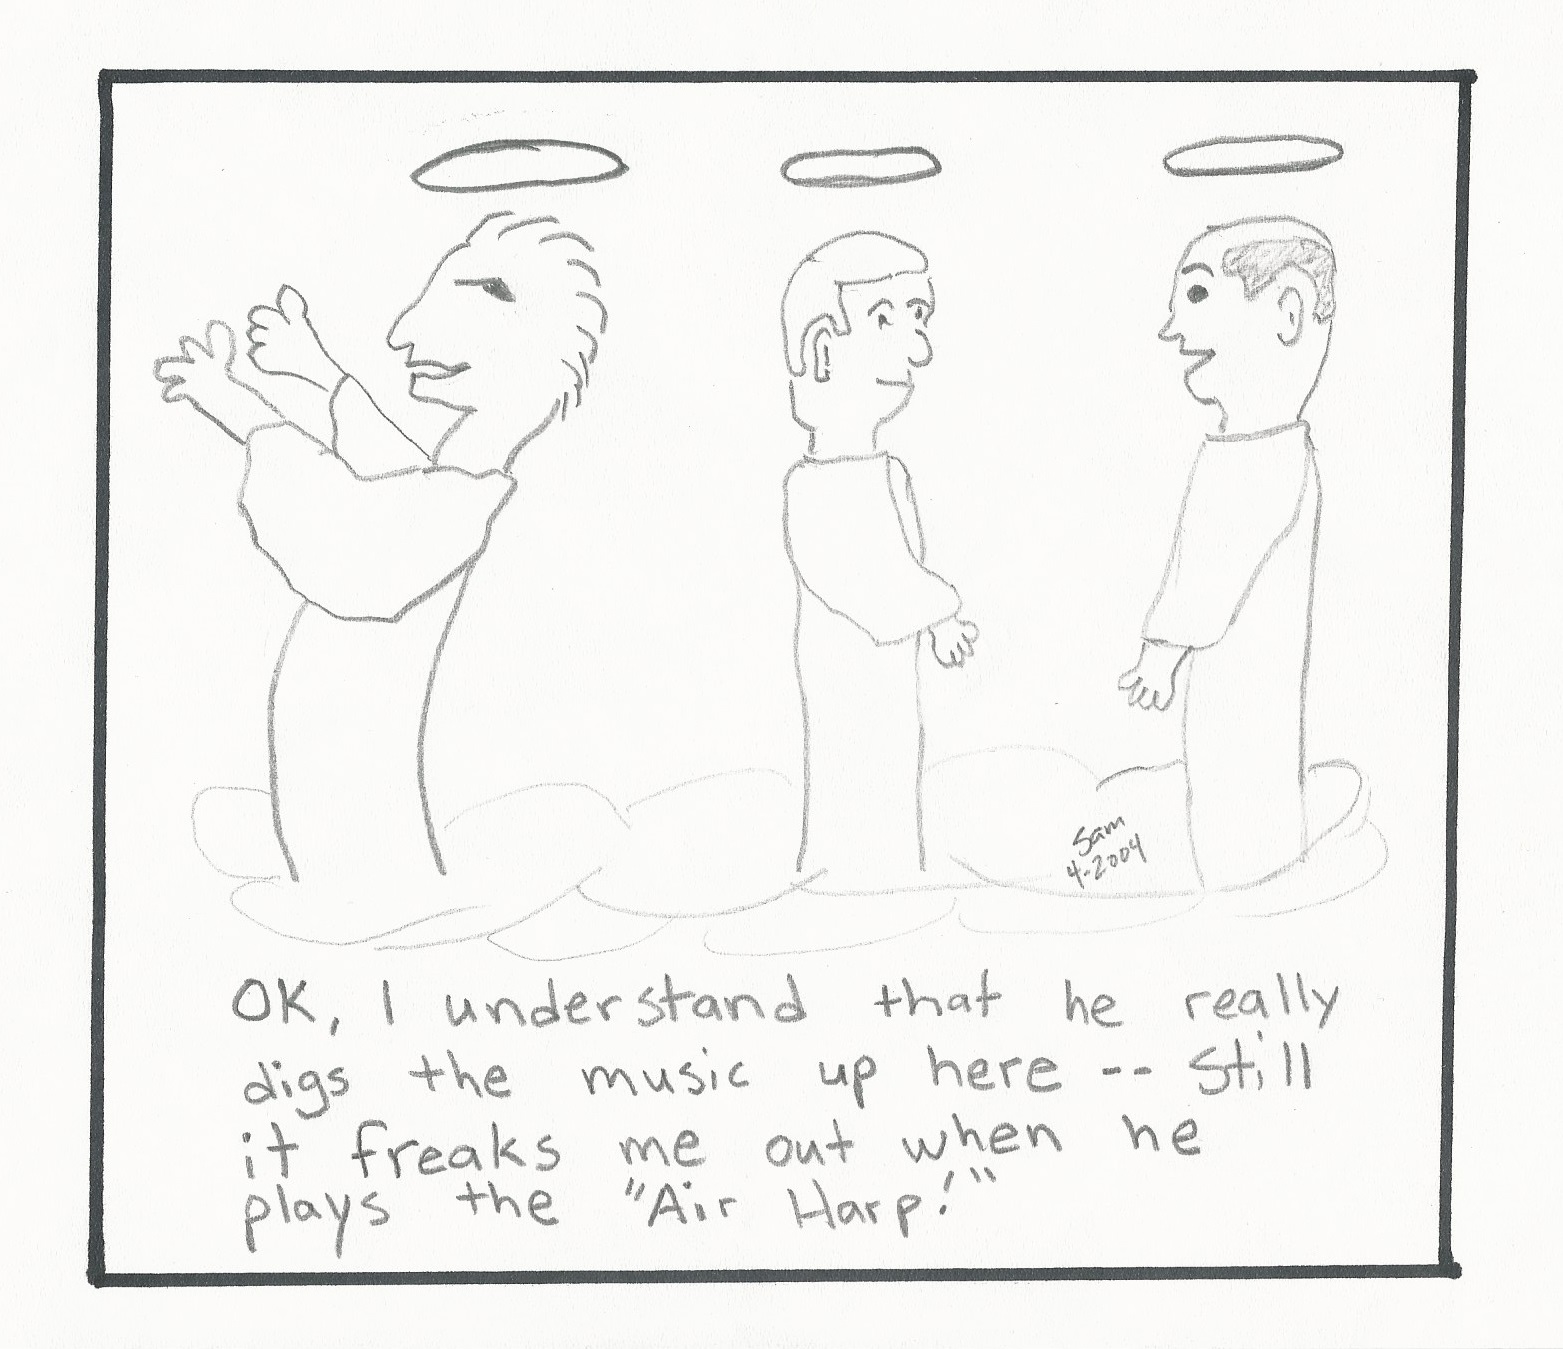 Sam
4-2004
OK, I understand that he really
digs the music up here -- Still
it freaks me out when he
plays the "Air Harp!"